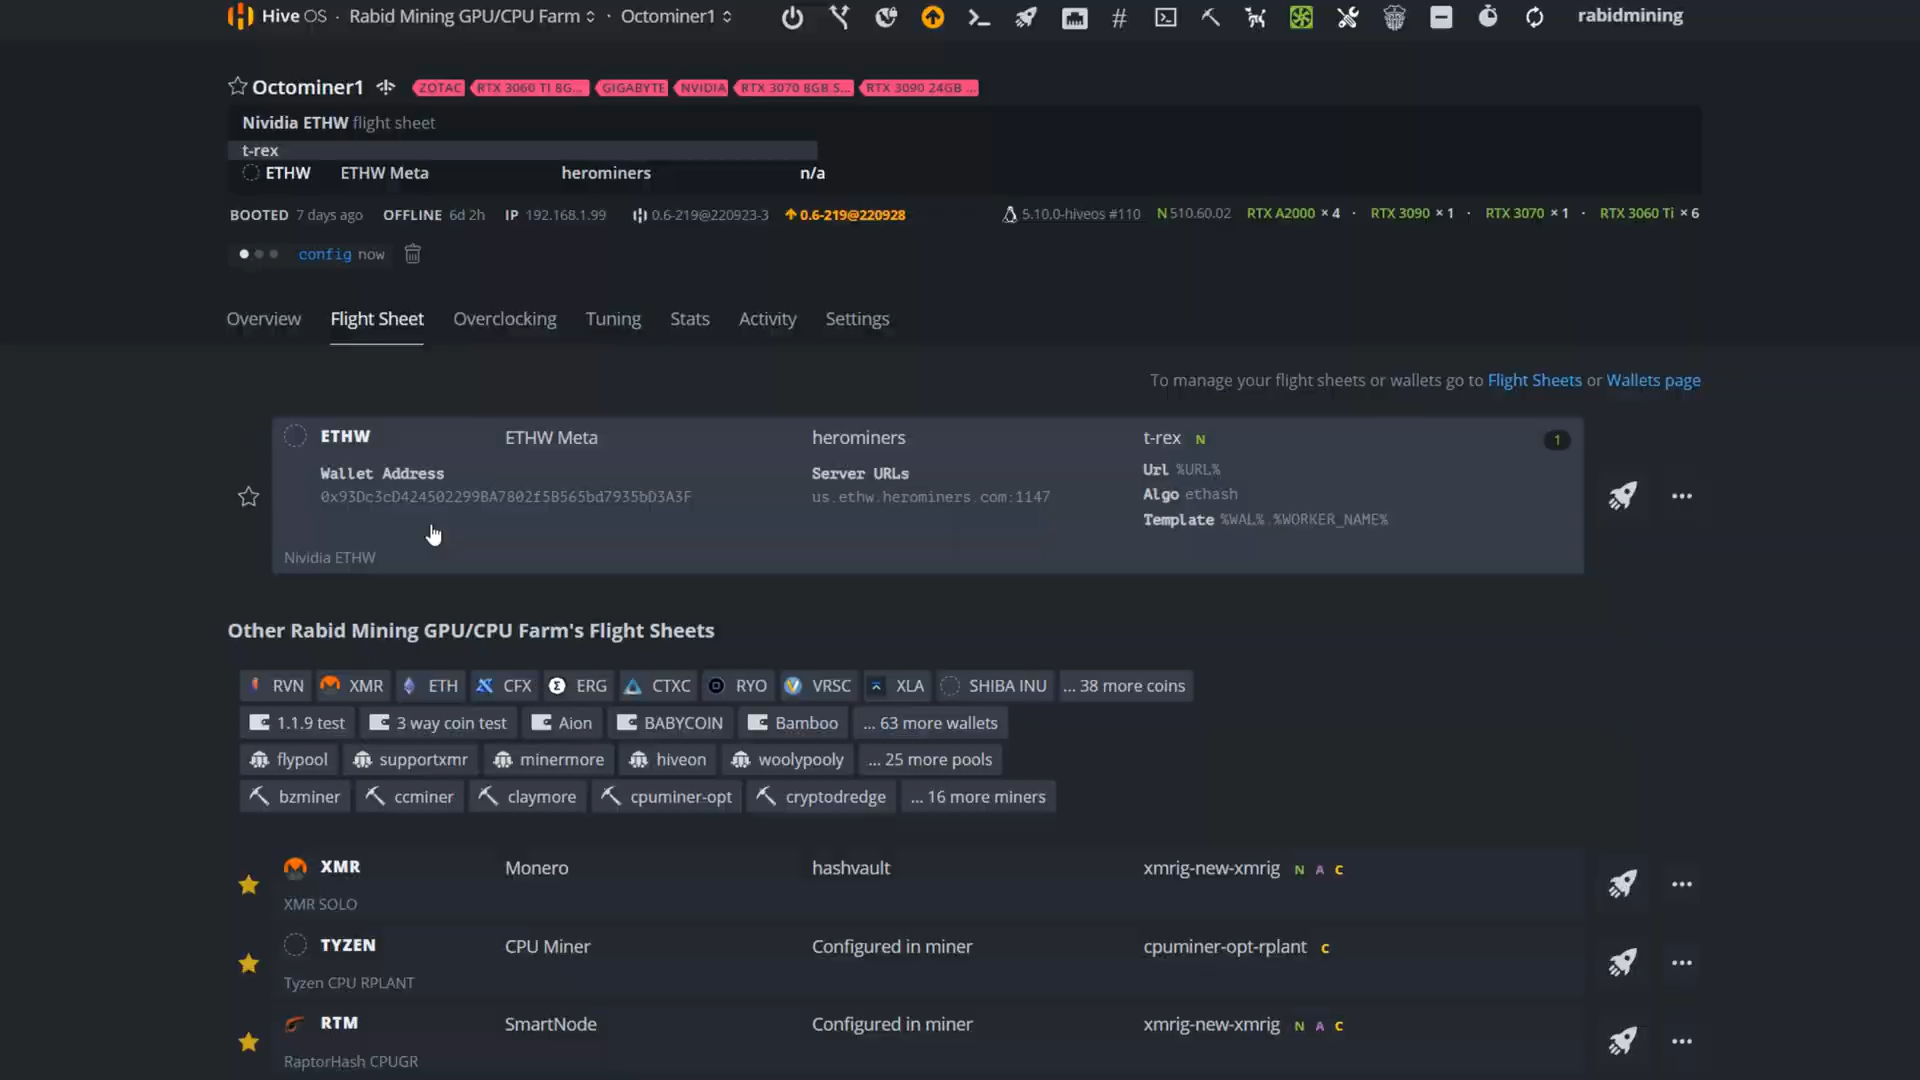 Hive OS · Rabid Mining GPU/CPU Farm · Octominer1 rabidmining
Octominer1 ZOTAC RTX 3060 TI 8G... GIGABYTE NVIDIA RTX 3070 8GB S... RTX 3090 24GB ...
Nividia ETHW flight sheet
t-rex
ETHW ETHW Meta herominers n/a
BOOTED 7 days ago OFFLINE 6d 2h IP 192.168.1.99 0.6-219@220923-3 0.6-219@220928 5.10.0-hiveos #110 N 510.60.02 RTX A2000 × 4 · RTX 3090 × 1 · RTX 3070 × 1 · RTX 3060 Ti × 6
config now
Overview Flight Sheet Overclocking Tuning Stats Activity Settings
To manage your flight sheets or wallets go to Flight Sheets or Wallets page
ETHW ETHW Meta herominers t-rex N 1
Wallet Address Server URLs Url %URL%
0x93Dc3cD424502299BA7802f5B565bd7935bD3A3F us.ethw.herominers.com:1147 Algo ethash
Template %WAL%.%WORKER_NAME%
Nividia ETHW
Other Rabid Mining GPU/CPU Farm's Flight Sheets
RVN XMR ETH CFX ERG CTXC RYO VRSC XLA SHIBA INU ... 38 more coins
1.1.9 test 3 way coin test Aion BABYCOIN Bamboo ... 63 more wallets
flypool supportxmr minermore hiveon woolypooly ... 25 more pools
bzminer ccminer claymore cpuminer-opt cryptodredge ... 16 more miners
XMR Monero hashvault xmrig-new-xmrig N A C
XMR SOLO
TYZEN CPU Miner Configured in miner cpuminer-opt-rplant C
Tyzen CPU RPLANT
RTM SmartNode Configured in miner xmrig-new-xmrig N A C
RaptorHash CPUGR